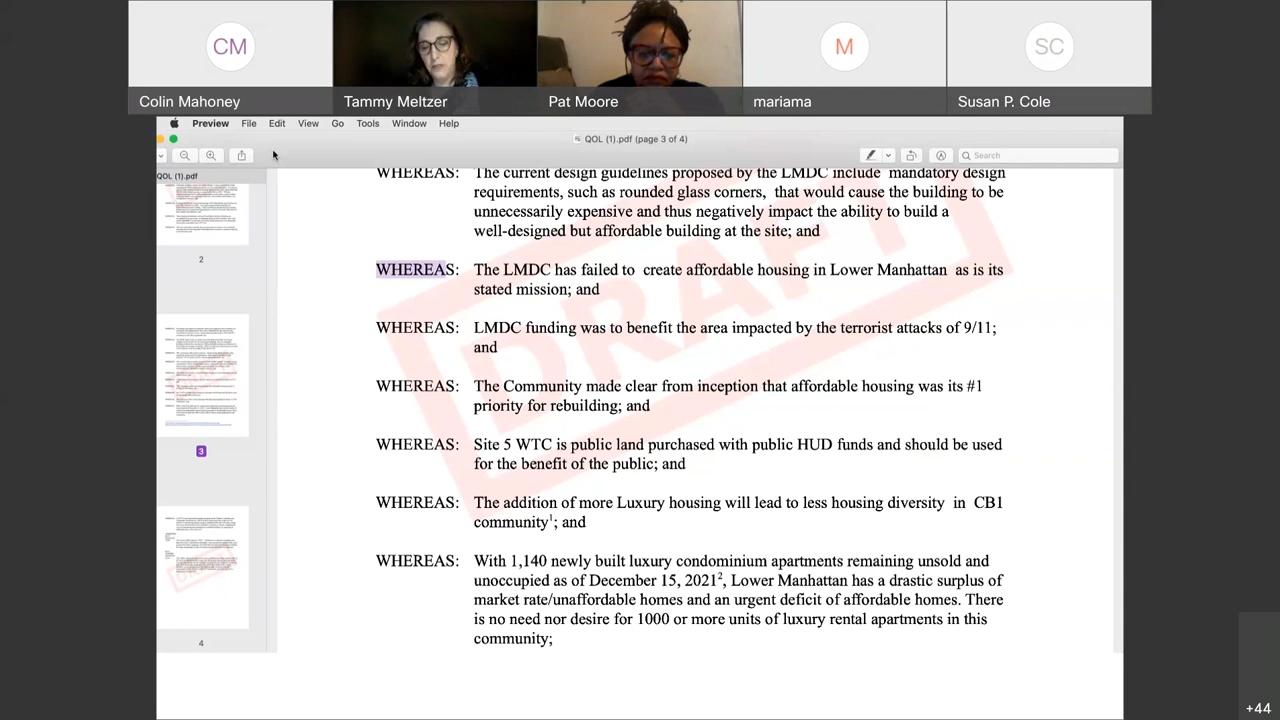 CM
M
SC
Colin Mahoney
Tammy Meltzer
Pat Moore
mariama
Susan P. Cole
Preview File Edit View Go Tools Window Help
QOL (1).pdf (page 3 of 4)
Search
QOL (1).pdf
2
3
4
WHEREAS: The current design guidelines proposed by the LMDC include mandatory design
requirements, such as rounded glass corners, that would cause the building to be
unnecessarily expensive and thus negatively impact the ability to build a
well-designed but affordable building at the site; and
WHEREAS: The LMDC has failed to create affordable housing in Lower Manhattan as is its
stated mission; and
WHEREAS: LMDC funding was to benefit the area impacted by the terrorist attacks of 9/11;
WHEREAS: The Community was clear from inception that affordable housing was its #1
priority for rebuilding; and
WHEREAS: Site 5 WTC is public land purchased with public HUD funds and should be used
for the benefit of the public; and
WHEREAS: The addition of more Luxury housing will lead to less housing diversity in CB1
community1; and
WHEREAS: With 1, newly built luxury condominium apartments remaining unsold and
unoccupied as of December 15, 2021², Lower Manhattan has a drastic surplus of
market rate/unaffordable homes and an urgent deficit of affordable homes. There
is no need nor desire for 1000 or more units of luxury rental apartments in this
community;
DRAFT
+44